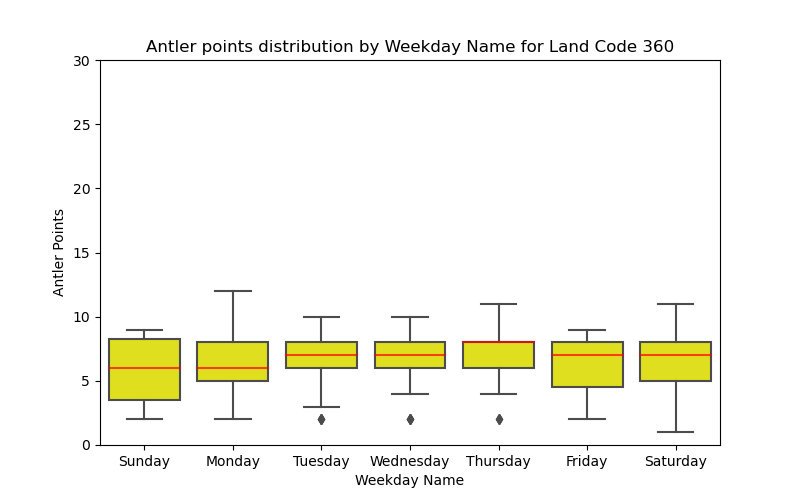 Antler points distribution by Weekday Name for Land Code 360
30
25
20
15
10
5
0
Antler Points
Sunday Monday Tuesday Wednesday Thursday Friday Saturday
Weekday Name